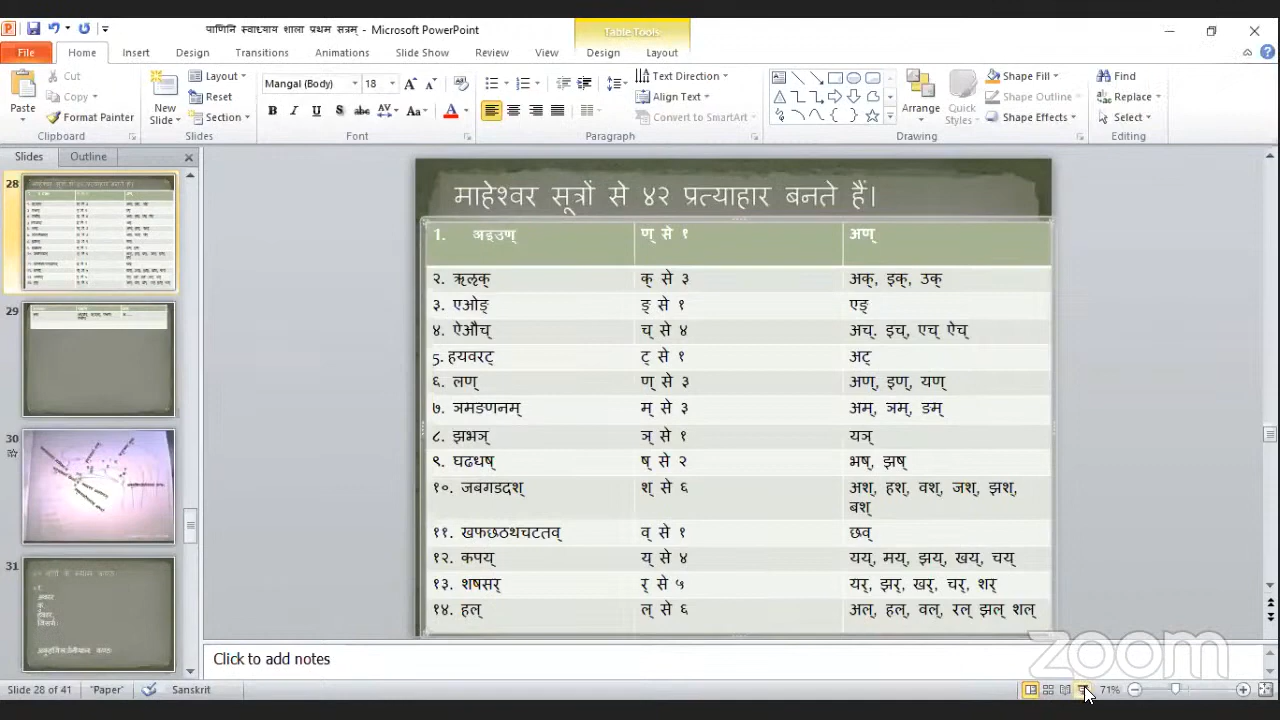 पाणिनि स्वाध्याय शाला प्रथम सत्रम् - Microsoft PowerPoint
Table Tools
File Home Insert Design Transitions Animations Slide Show Review View Design Layout
Cut
Copy
Format Painter
Paste
Clipboard
New Slide
Layout
Reset
Section
Slides
Mangal (Body) 18
Font
Text Direction
Align Text
Convert to SmartArt
Paragraph
Arrange
Quick Styles
Shape Fill
Shape Outline
Shape Effects
Drawing
Find
Replace
Select
Editing
Slides Outline
28
29
30
31
माहेश्वर सूत्रों से ४२ प्रत्याहार बनते हैं।
1. अइउण् ण् से १ अण्
२. ऋलृक् क् से ३ अक्, इक्, उक्
३. एओङ् ङ् से १ एङ्
४. ऐऔच् च् से ४ अच्. इच्, एच् ऐच्
5. हयवरट् ट् से १ अट्
६. लण् ण् से ३ अण्, इण्, यण्
७. ञमङणनम् म् से ३ अम्, ञम्, ङम्
८. झभञ् ञ् से १ यञ्
९. घढधष् ष् से २ भष्, झष्
१०. जबगडदश् श् से ६ अश्, हश्, वश्, जश्, झश्,
बश्
११. खफछठथचटतव् व् से १ छव्
१२. कपय् य् से ४ यय्, मय्, झय्, खय्, चय्
१३. शषसर् र् से ५ यर्, झर्, खर्, चर्, शर्
१४. हल् ल् से ६ अल्, हल्, वल्, रल् झल् शल्
Click to add notes
zoom
Slide 28 of 41 "Paper" Sanskrit 71%